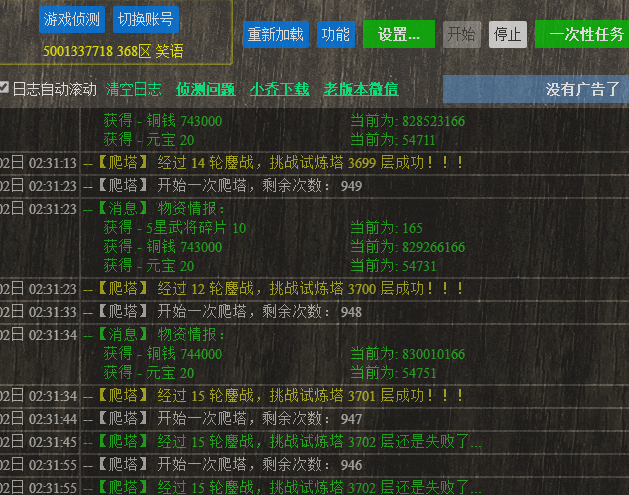 游戏侦测 切换账号
5001337718 368区 笑语
重新加载 功能 设置... 开始 停止 一次性任务
日志自动滚动 清空日志 侦测问题 小乔下载 老版本微信 没有广告了
获得 - 铜钱 743000 当前为: 828523166
获得 - 元宝 20 当前为: 54711
02日 02:31:13 --【爬塔】 经过 14 轮鏖战，挑战试炼塔 3699 层成功！！！
02日 02:31:23 --【爬塔】 开始一次爬塔，剩余次数： 949
02日 02:31:23 --【消息】 物资情报：
获得 - 5星武将碎片 10 当前为: 165
获得 - 铜钱 743000 当前为: 829266166
获得 - 元宝 20 当前为: 54731
02日 02:31:23 --【爬塔】 经过 12 轮鏖战，挑战试炼塔 3700 层成功！！！
02日 02:31:33 --【爬塔】 开始一次爬塔，剩余次数： 948
02日 02:31:34 --【消息】 物资情报：
获得 - 铜钱 744000 当前为: 830010166
获得 - 元宝 20 当前为: 54751
02日 02:31:34 --【爬塔】 经过 15 轮鏖战，挑战试炼塔 3701 层成功！！！
02日 02:31:44 --【爬塔】 开始一次爬塔，剩余次数： 947
02日 02:31:45 --【爬塔】 经过 15 轮鏖战，挑战试炼塔 3702 层还是失败了...
02日 02:31:55 --【爬塔】 开始一次爬塔，剩余次数： 946
02日 02:31:55 --【爬塔】 经过 15 轮鏖战，挑战试炼塔 3702 层还是失败了...